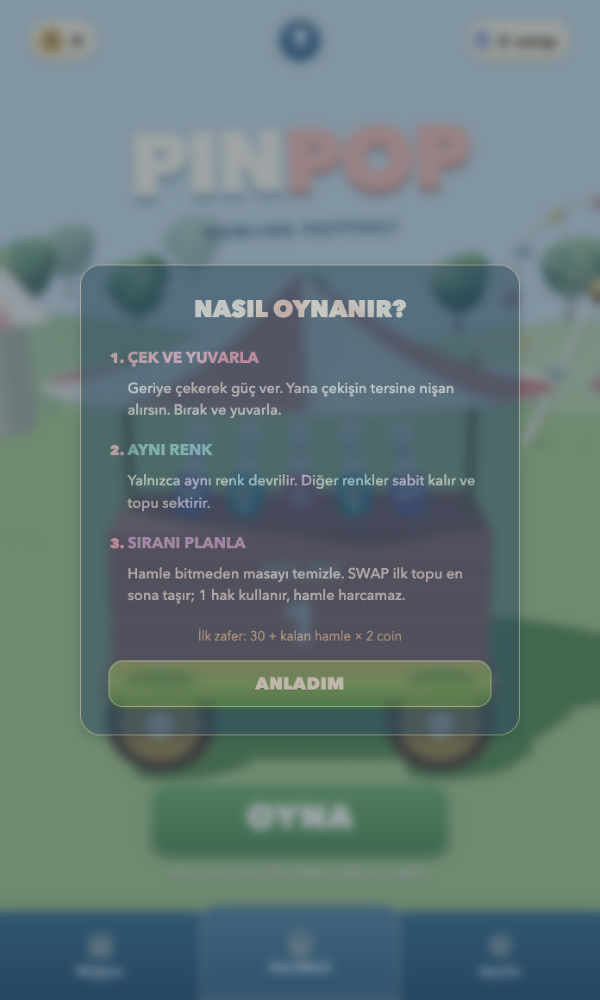 PINPOP
NASIL OYNANIR?
1. ÇEK VE YUVARLA
Geriye çekerek güç ver. Yana çekişin tersine nişan
alırsın. Bırak ve yuvarla.
2. AYNI RENK
Yalnızca aynı renk devrilir. Diğer renkler sabit kalır ve
topu sektirir.
3. SIRANI PLANLA
Hamle bitmeden masayı temizle. SWAP ilk topu en
sona taşır; 1 hak kullanır, hamle harcamaz.
İlk zafer: 30 + kalan hamle × 2 coin
ANLADIM
OYNA